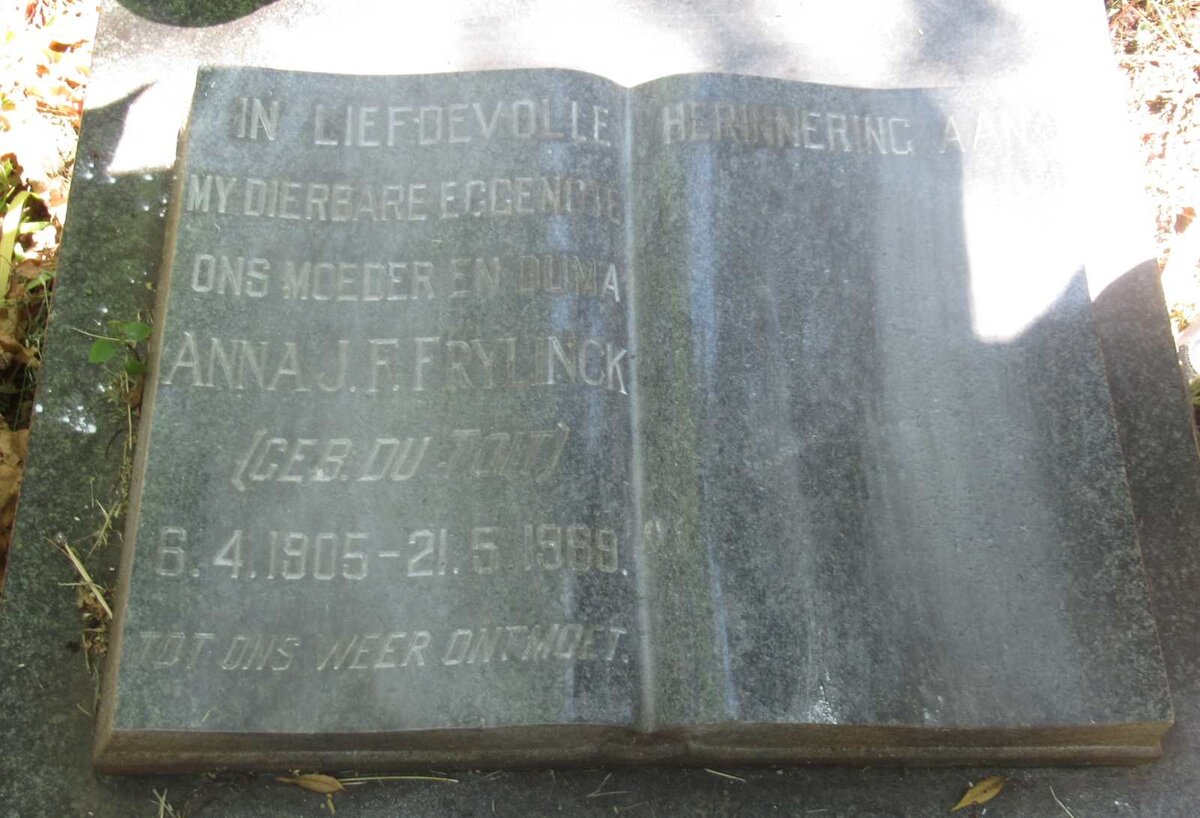 IN LIEFDEVOLLE HERINNERING AAN
MY DIERBARE EGGENOTE
ONS MOEDER EN OUMA
ANNA J. F. FRYLINCK
(GEB. DU TOIT)
6. 4. 1905 – 21. 5. 1969.
TOT ONS WEER ONTMOET.